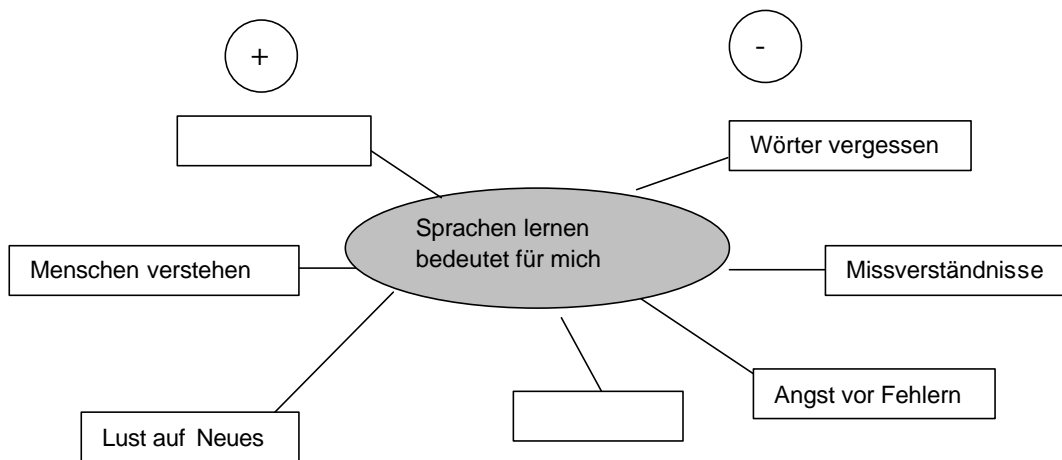 +
-
Wörter vergessen
Sprachen lernen
bedeutet für mich
Menschen verstehen
Missverständnisse
Angst vor Fehlern
Lust auf Neues